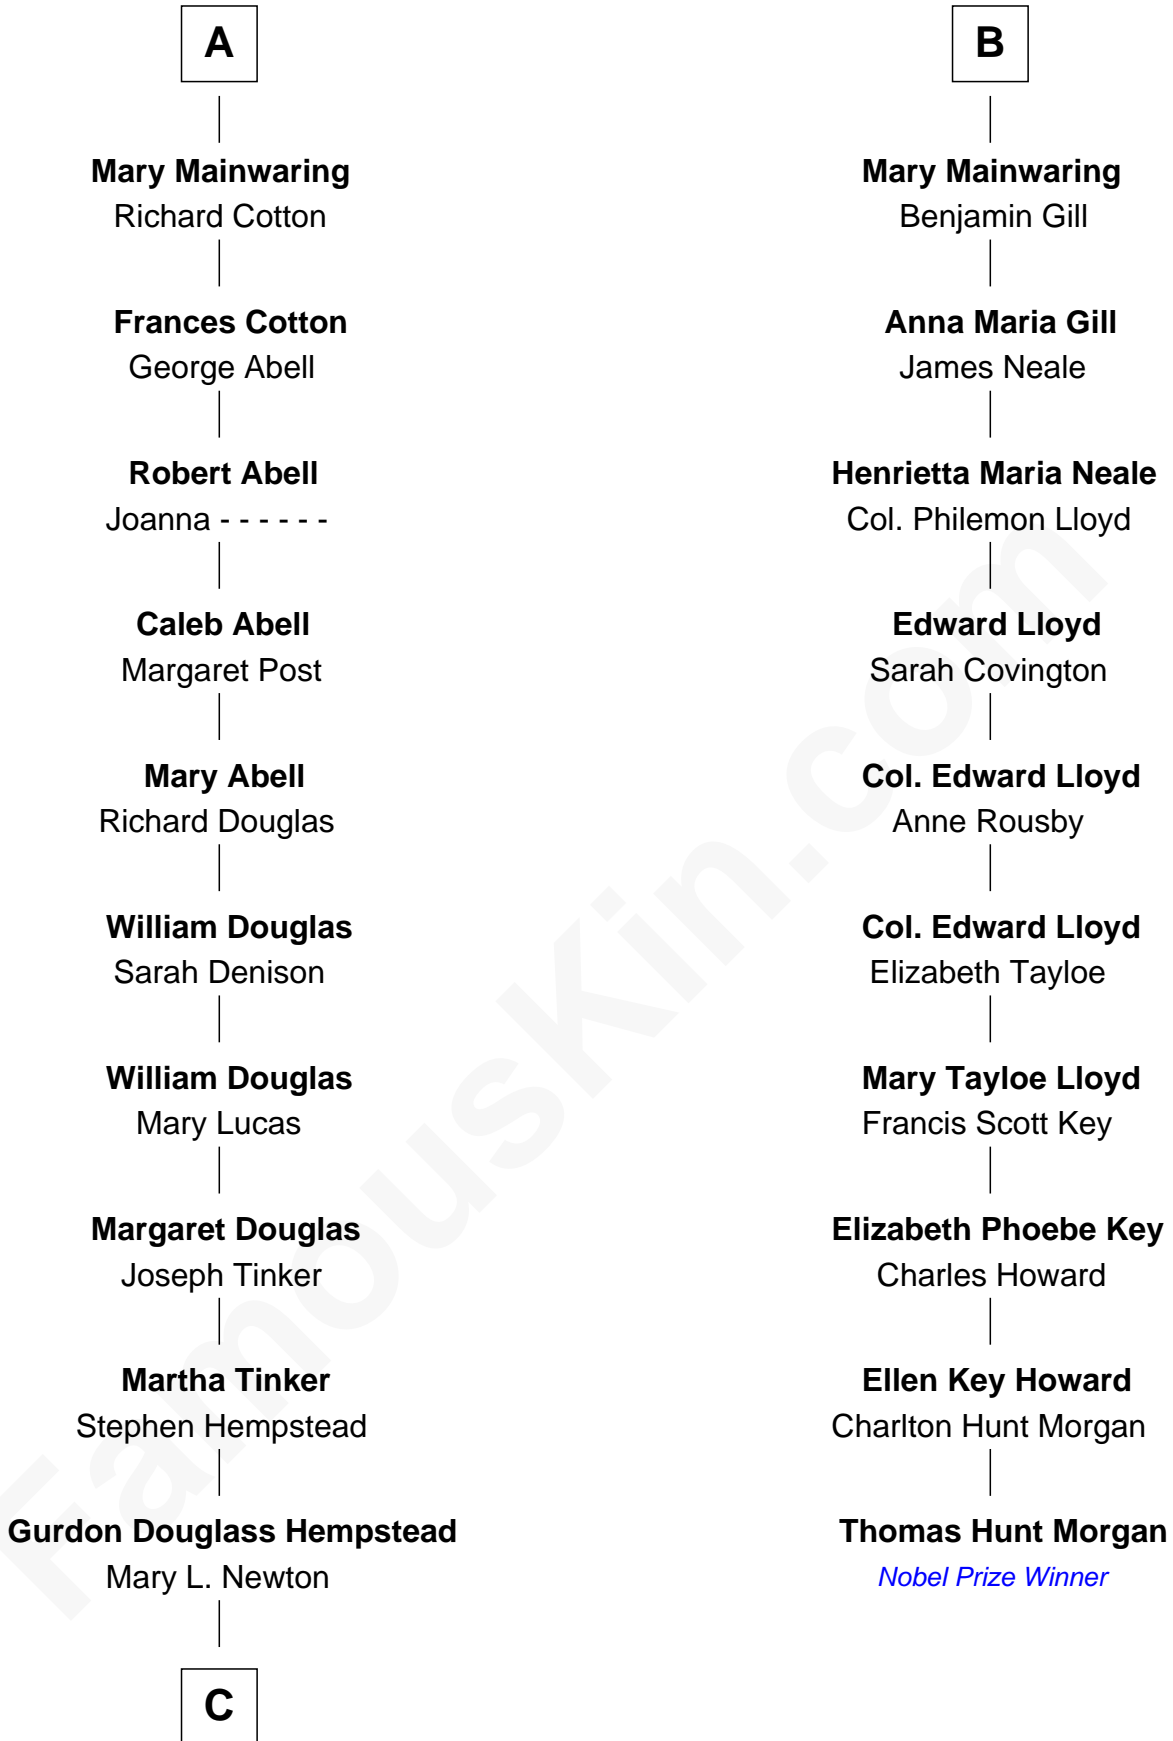 A
Mary Mainwaring
Richard Cotton
Frances Cotton
George Abell
Robert Abell
Joanna - - - - - -
Caleb Abell
Margaret Post
Mary Abell
Richard Douglas
William Douglas
Sarah Denison
William Douglas
Mary Lucas
Margaret Douglas
Joseph Tinker
Martha Tinker
Stephen Hempstead
Gurdon Douglass Hempstead
Mary L. Newton
C
B
Mary Mainwaring
Benjamin Gill
Anna Maria Gill
James Neale
Henrietta Maria Neale
Col. Philemon Lloyd
Edward Lloyd
Sarah Covington
Col. Edward Lloyd
Anne Rousby
Col. Edward Lloyd
Elizabeth Tayloe
Mary Tayloe Lloyd
Francis Scott Key
Elizabeth Phoebe Key
Charles Howard
Ellen Key Howard
Charlton Hunt Morgan
Thomas Hunt Morgan
Nobel Prize Winner
FamousKin.com